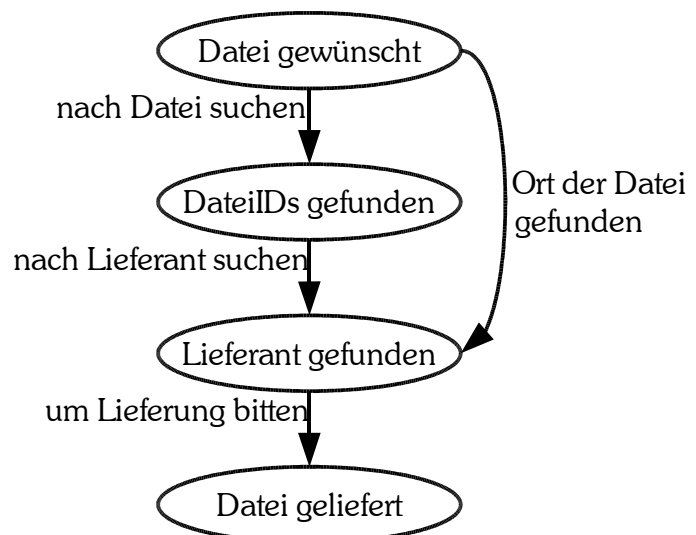 Datei gewünscht
nach Datei suchen
DateiIDs gefunden
Ort der Datei
gefunden
nach Lieferant suchen
Lieferant gefunden
um Lieferung bitten
Datei geliefert